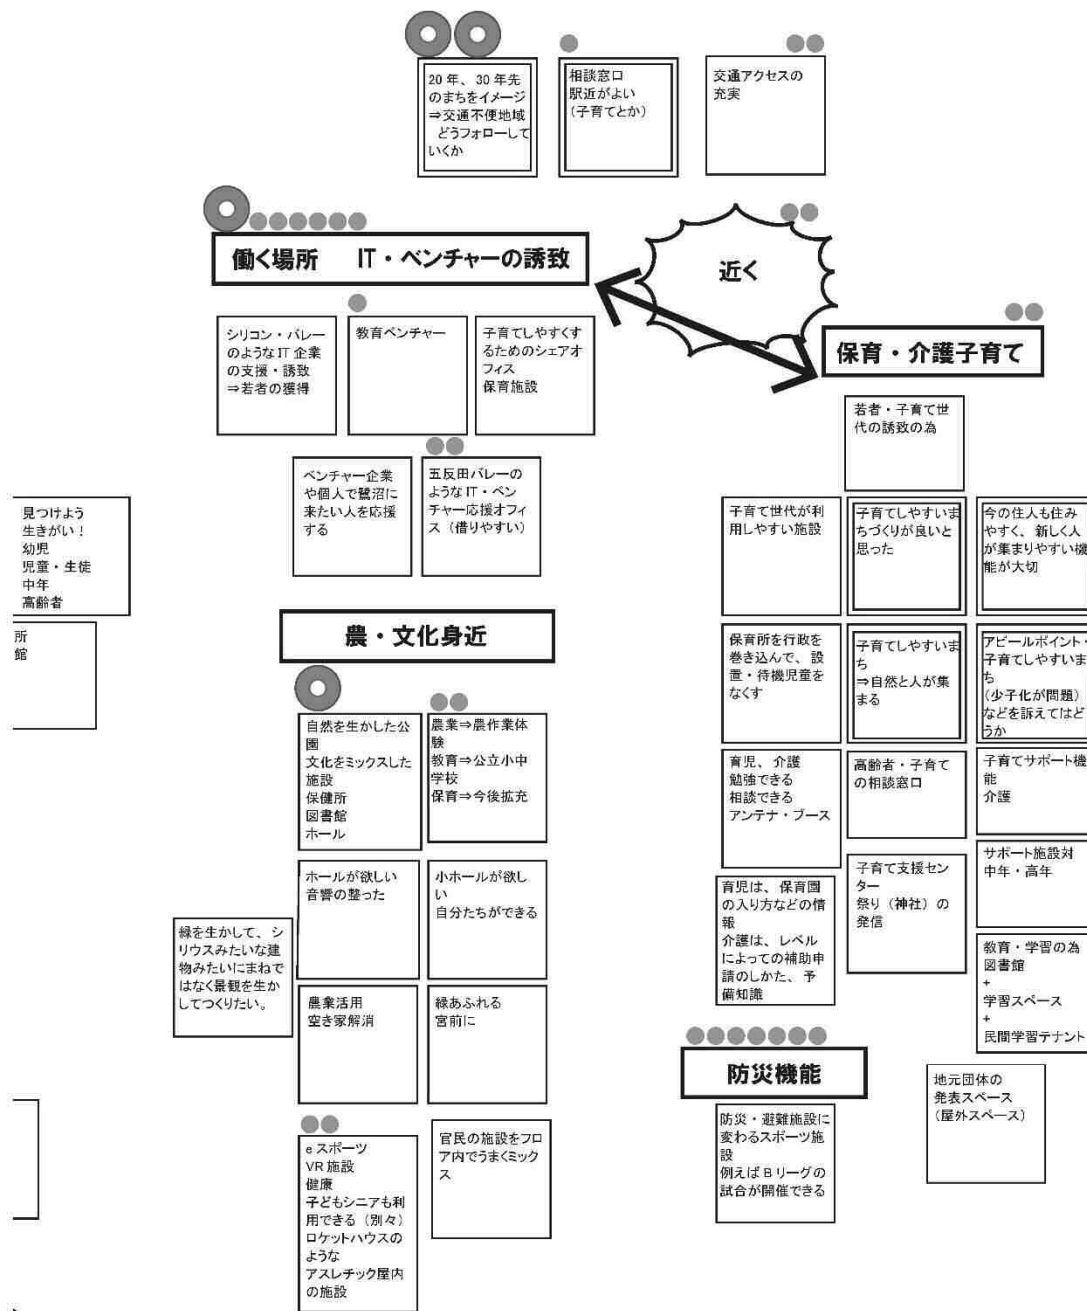 20年、30年先
のまちをイメージ
⇒交通不便地域
どうフォローして
いくか
相談窓口
駅近がよい
(子育てとか)
交通アクセスの
充実
働く場所 IT・ベンチャーの誘致
近く
保育・介護子育て
シリコン・バレー
のようなIT企業
の支援・誘致
⇒若者の獲得
教育ベンチャー
子育てしやすくす
るためのシェアオ
フィス
保育施設
ベンチャー企業
や個人で鷺沼に
来たい人を応援
する
五反田バレーの
ようなIT・ベン
チャー応援オフィ
ス(借りやすい)
若者・子育て世
代の誘致の為
子育て世代が利
用しやすい施設
子育てしやすいま
ちづくりが良いと
思った
今の住人も住み
やすく、新しく人
が集まりやすい機
能が大切
見つけよう
生きがい!
幼児
児童・生徒
中年
高齢者
所
館
農・文化身近
保育所を行政を
巻き込んで、設
置・待機児童を
なくす
子育てしやすいま
ち
⇒自然と人が集
まる
アピールポイント・
子育てしやすいま
ち
(少子化が問題)
などを訴えてはど
うか
自然を生かした公
園
文化をミックスした
施設
保健所
図書館
ホール
農業⇒農作業体
験
教育⇒公立小中
学校
保育⇒今後拡充
育児、介護
勉強できる
相談できる
アンテナ・ブース
高齢者・子育て
の相談窓口
子育てサポート機
能
介護
ホールが欲しい
音響の整った
小ホールが欲し
い
自分たちができる
育児は、保育園
の入り方などの情
報
介護は、レベル
によっての補助申
請のしかた、予
備知識
子育て支援セン
ター
祭り(神社)の
発信
サポート施設対
中年・高年
緑を生かして、シ
リウスみたいな建
物みたいにまねで
はなく景観を生か
してつくりたい。
農業活用
空き家解消
緑あふれる
宮前に
教育・学習の為
図書館
+
学習スペース
+
民間学習テナント
防災機能
防災・避難施設に
変わるスポーツ施
設
例えばBリーグの
試合が開催できる
地元団体の
発表スペース
(屋外スペース)
eスポーツ
VR施設
健康
子どもシニアも利
用できる(別々)
ロケットハウスの
ような
アスレチック屋内
の施設
官民の施設をフロ
ア内でうまくミック
ス